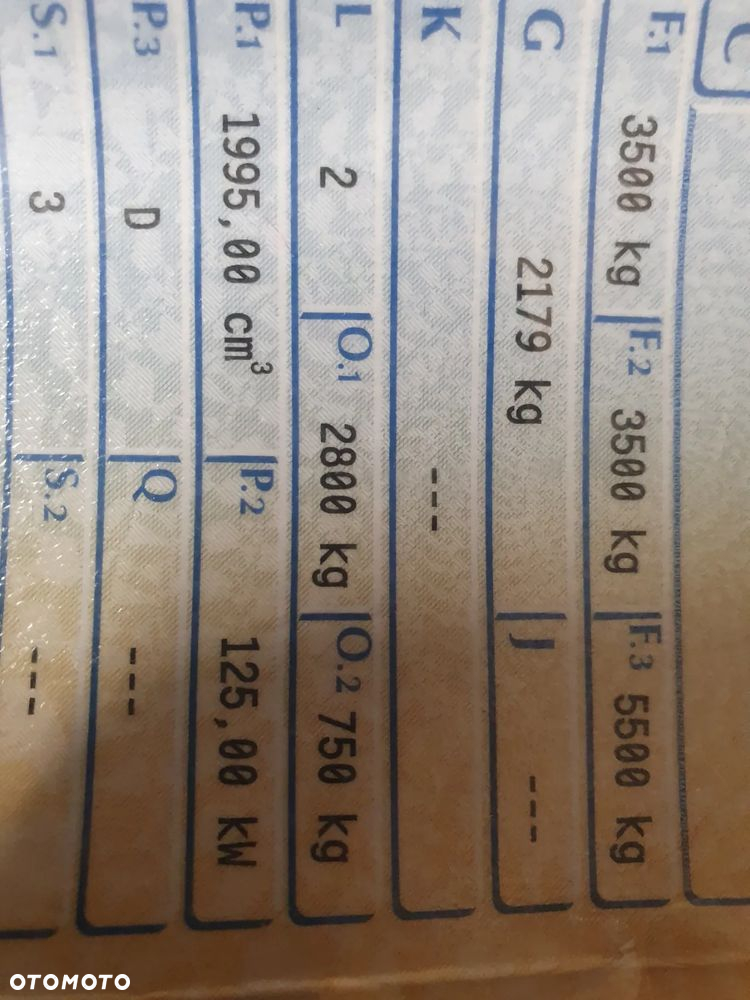 C
F.1 3500 kg F.2 3500 kg F.3 5500 kg
G 2179 kg J ---
K ---
L 2 O.1 2800 kg O.2 750 kg
P.1 1995,00 cm³ P.2 125,00 kW
P.3 D Q ---
S.1 3 S.2 ---
OTOMOTO